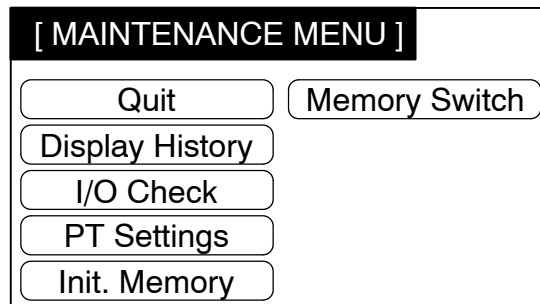 [ MAINTENANCE MENU ]
Quit
Memory Switch
Display History
I/O Check
PT Settings
Init. Memory